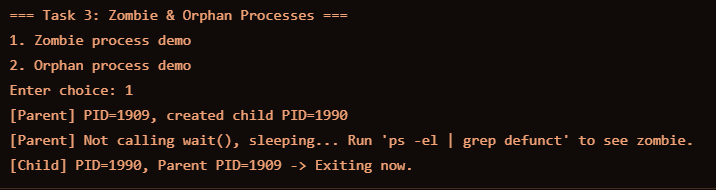 === Task 3: Zombie & Orphan Processes ===
1. Zombie process demo
2. Orphan process demo
Enter choice: 1
[Parent] PID=1909, created child PID=1990
[Parent] Not calling wait(), sleeping... Run 'ps -el | grep defunct' to see zombie.
[Child] PID=1990, Parent PID=1909 -> Exiting now.